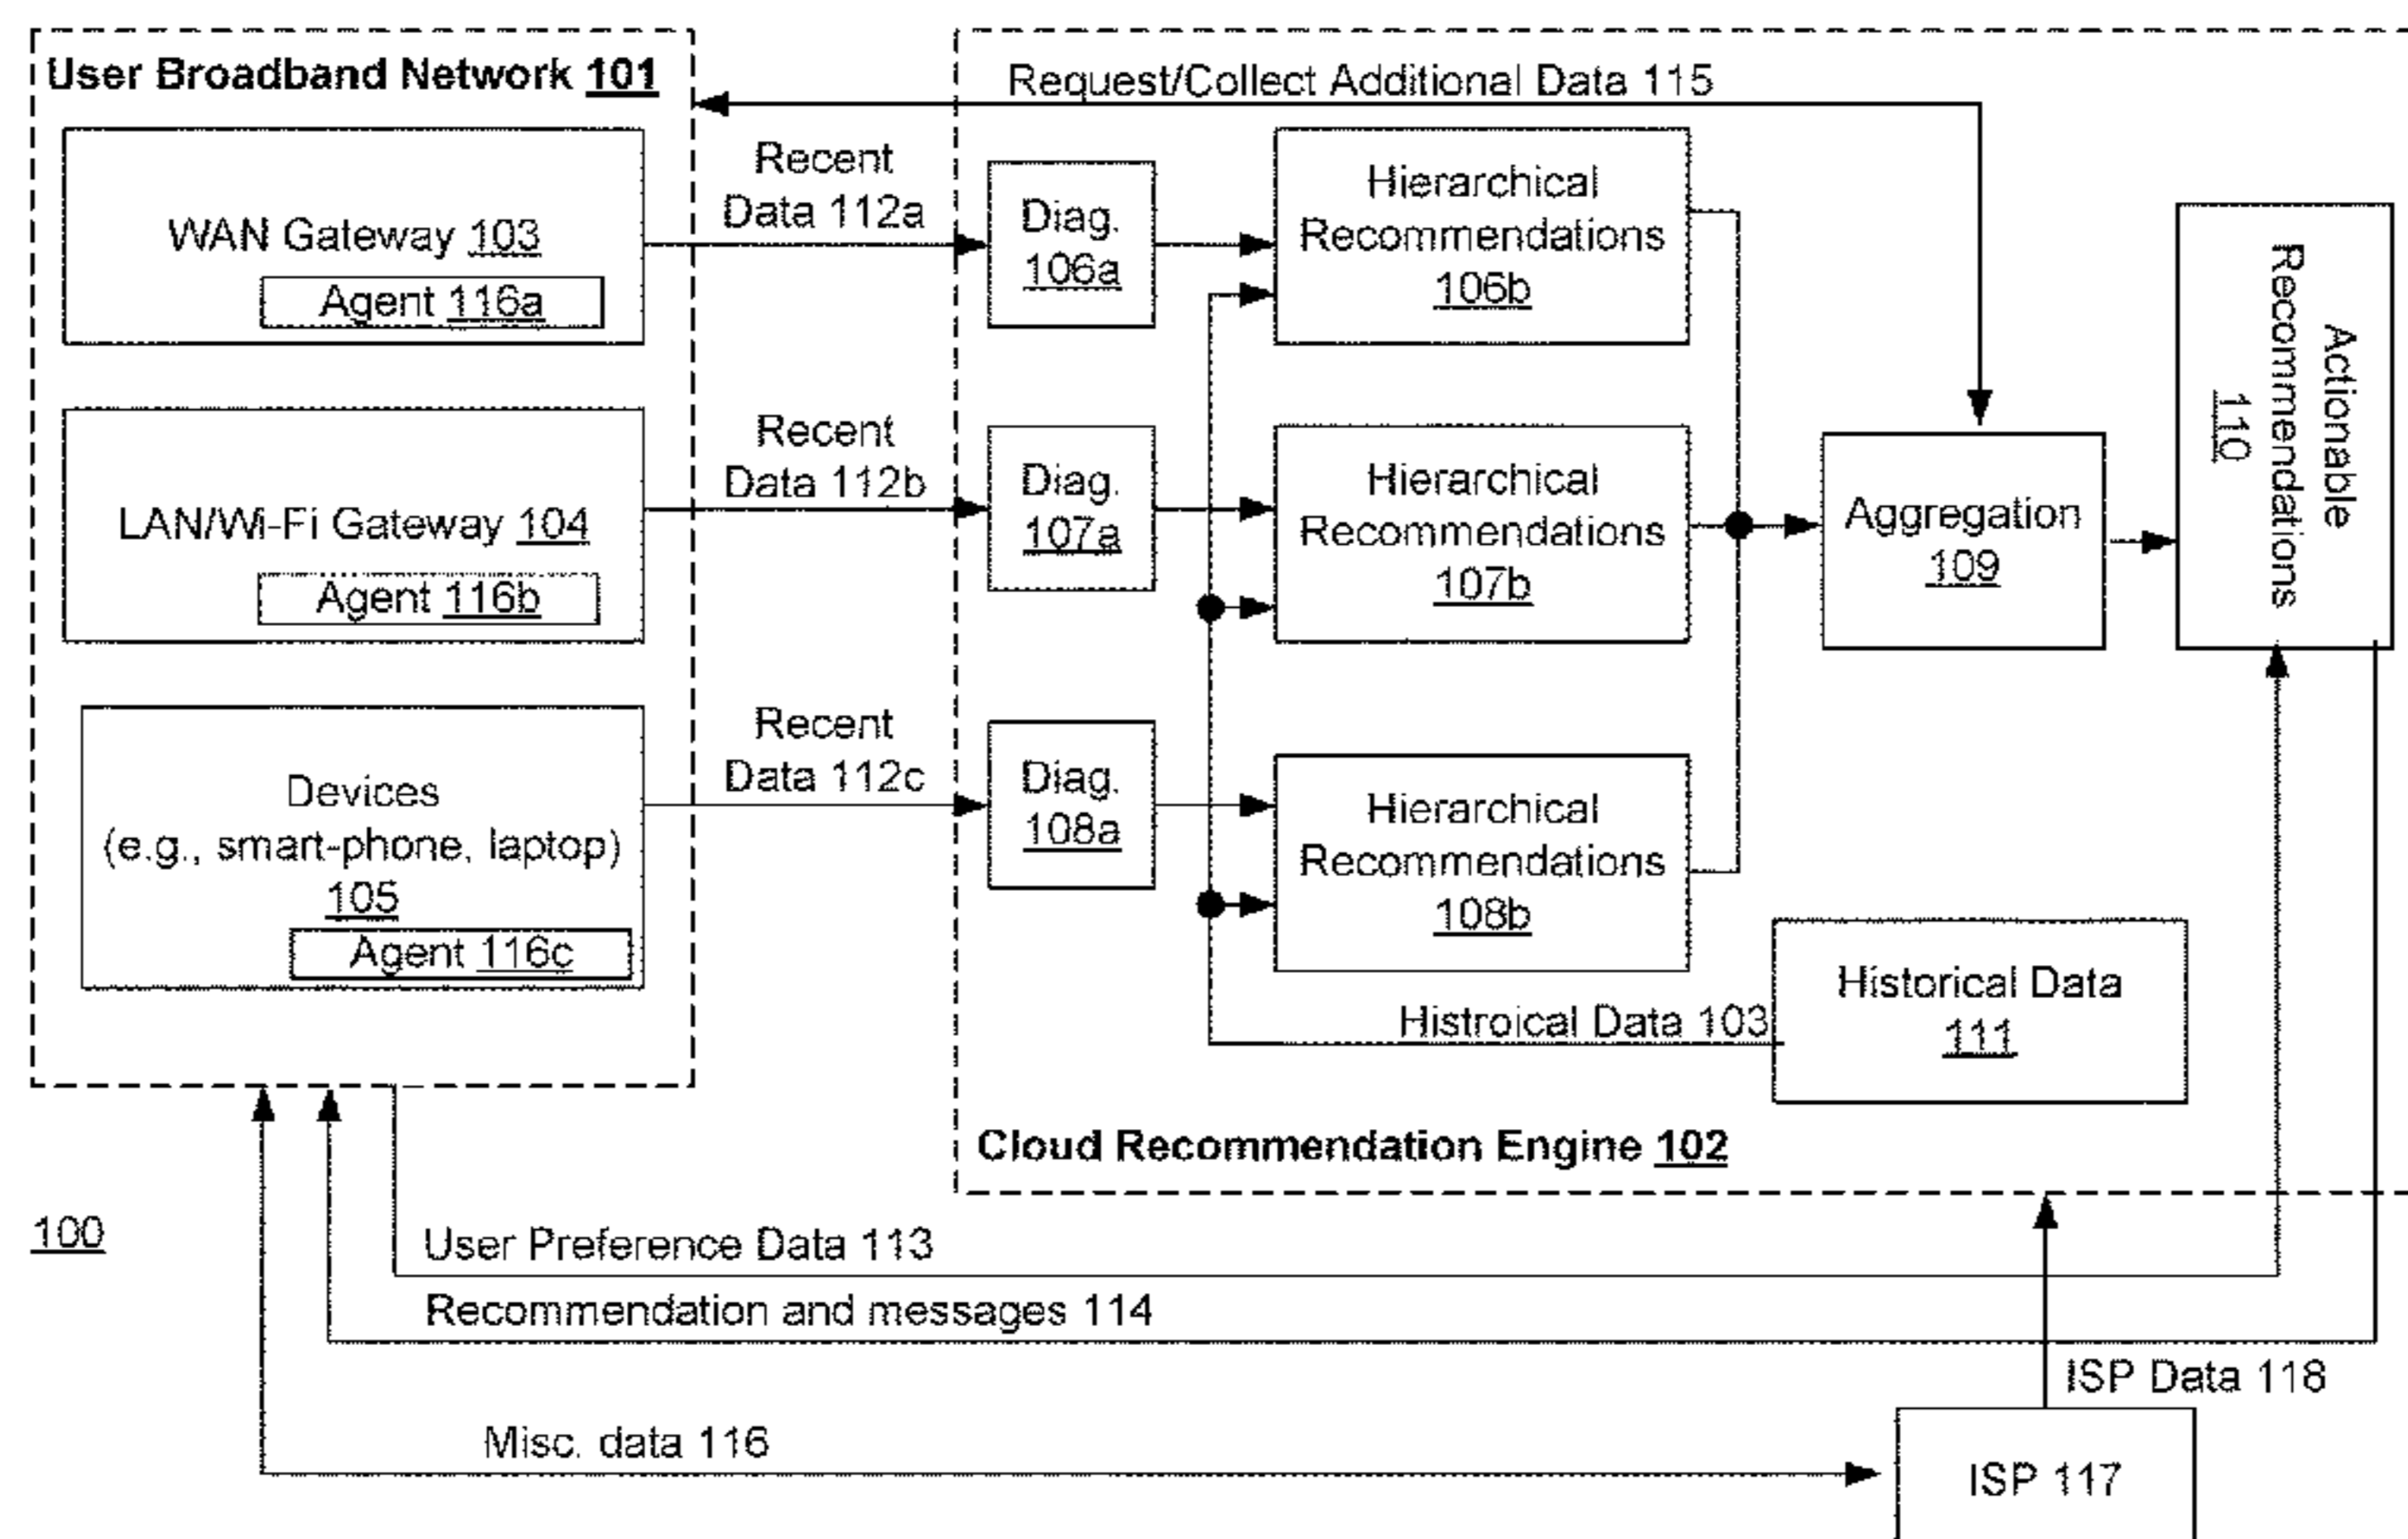 User Broadband Network 101
Request/Collect Additional Data 115
WAN Gateway 103
Agent 116a
Recent
Data 112a
Diag.
106a
Hierarchical
Recommendations
106b
LAN/Wi-Fi Gateway 104
Agent 116b
Recent
Data 112b
Diag.
107a
Hierarchical
Recommendations
107b
Aggregation
109
Actionable
Recommendations
110
Devices
(e.g., smart-phone, laptop)
105
Agent 116c
Recent
Data 112c
Diag.
108a
Hierarchical
Recommendations
108b
Histroical Data 103
Historical Data
111
Cloud Recommendation Engine 102
100
User Preference Data 113
Recommendation and messages 114
ISP Data 118
Misc. data 116
ISP 117